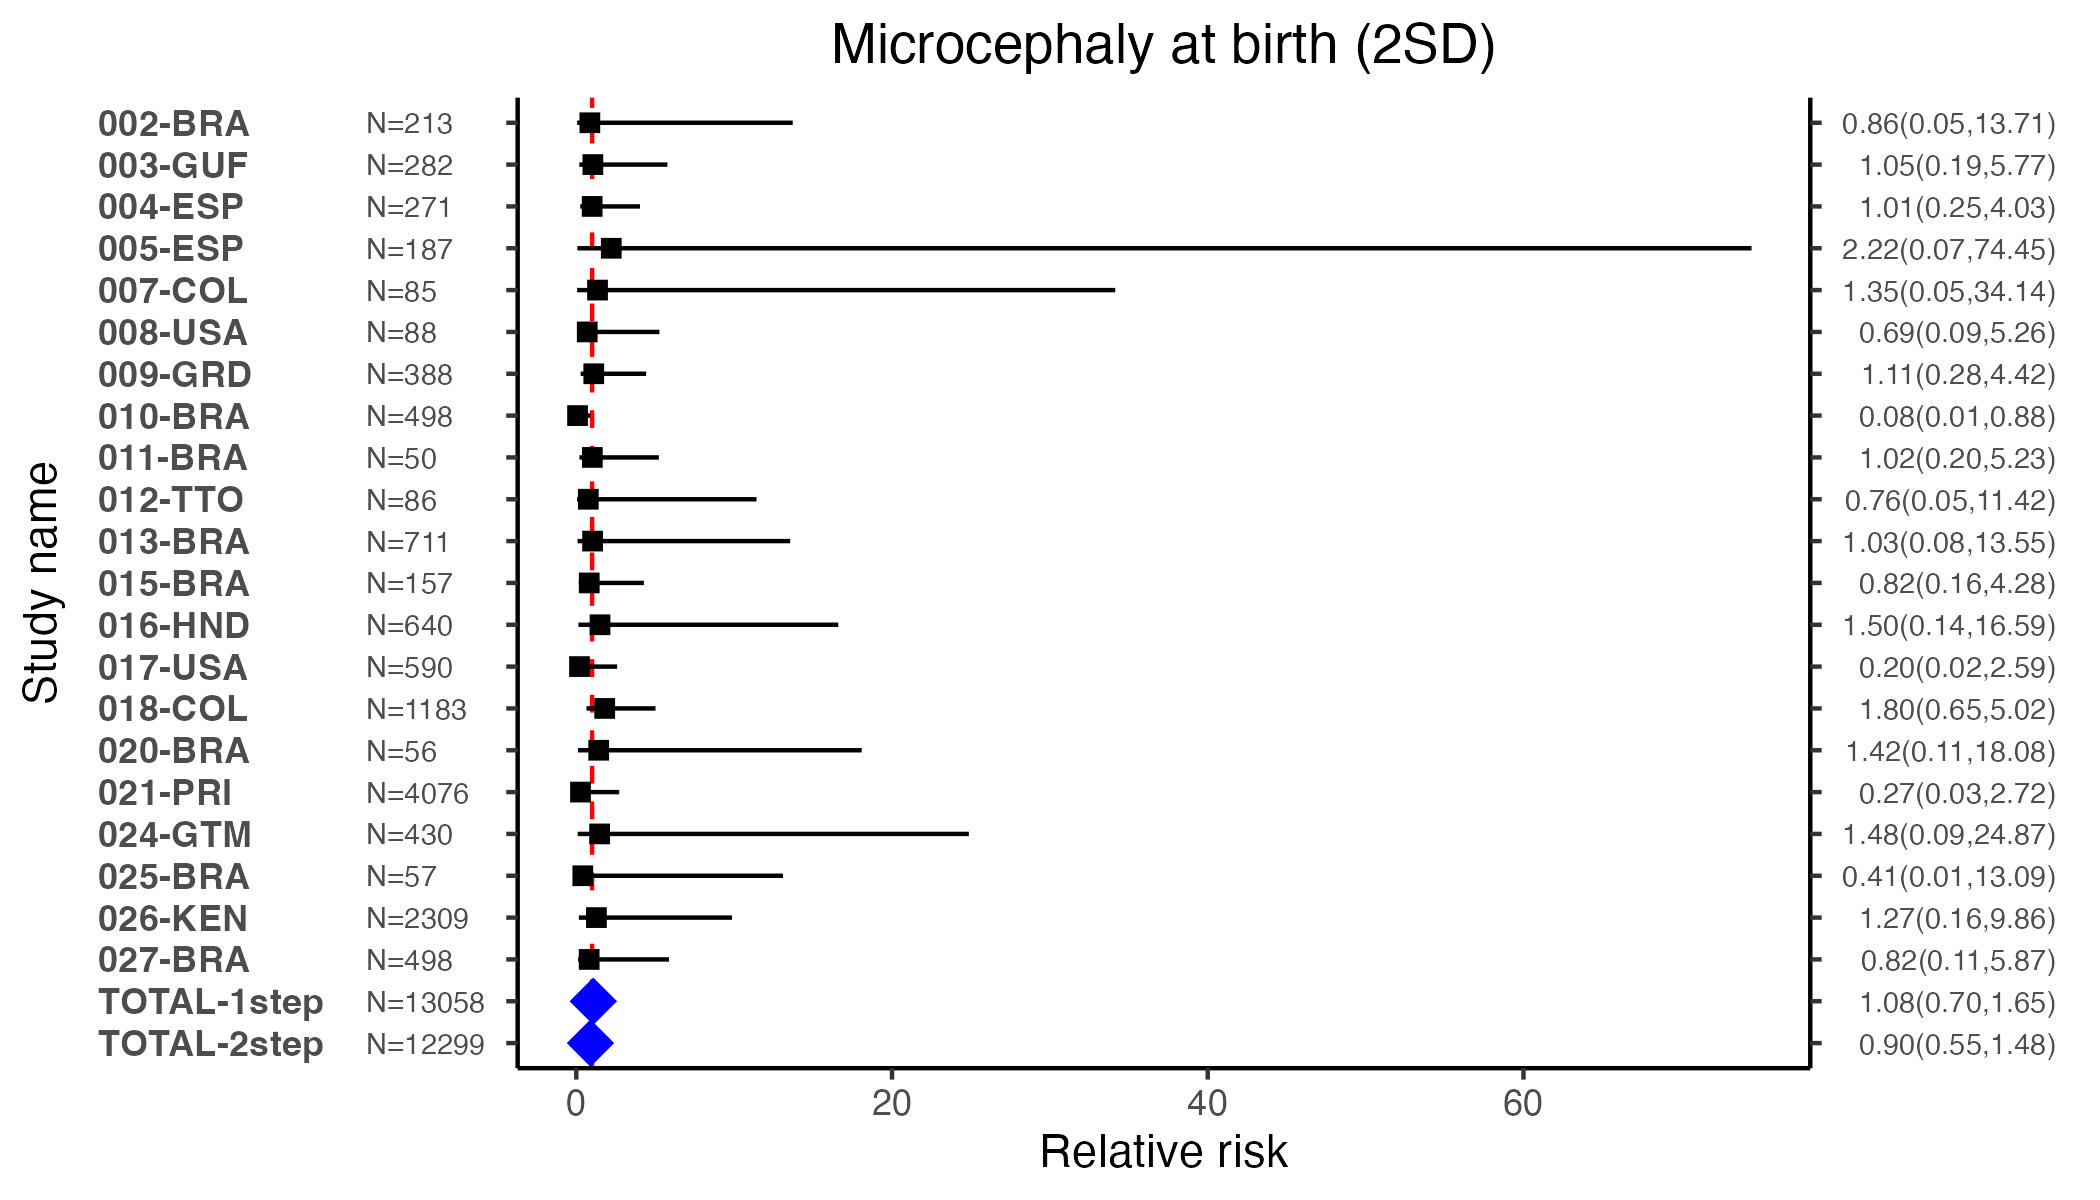 Microcephaly at birth (2SD)
Study name
002-BRA N=213 0.86(0.05,13.71)
003-GUF N=282 1.05(0.19,5.77)
004-ESP N=271 1.01(0.25,4.03)
005-ESP N=187 2.22(0.07,74.45)
007-COL N=85 1.35(0.05,34.14)
008-USA N=88 0.69(0.09,5.26)
009-GRD N=388 1.11(0.28,4.42)
010-BRA N=498 0.08(0.01,0.88)
011-BRA N=50 1.02(0.20,5.23)
012-TTO N=86 0.76(0.05,11.42)
013-BRA N=711 1.03(0.08,13.55)
015-BRA N=157 0.82(0.16,4.28)
016-HND N=640 1.50(0.14,16.59)
017-USA N=590 0.20(0.02,2.59)
018-COL N=1183 1.80(0.65,5.02)
020-BRA N=56 1.42(0.11,18.08)
021-PRI N=4076 0.27(0.03,2.72)
024-GTM N=430 1.48(0.09,24.87)
025-BRA N=57 0.41(0.01,13.09)
026-KEN N=2309 1.27(0.16,9.86)
027-BRA N=498 0.82(0.11,5.87)
TOTAL-1step N=13058 1.08(0.70,1.65)
TOTAL-2step N=12299 0.90(0.55,1.48)
0 20 40 60
Relative risk